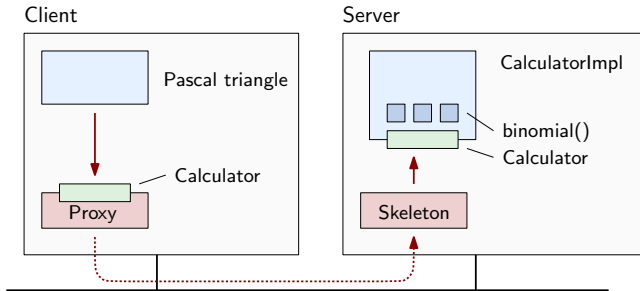 Client
Pascal triangle
Calculator
Proxy
Server
CalculatorImpl
binomial()
Calculator
Skeleton